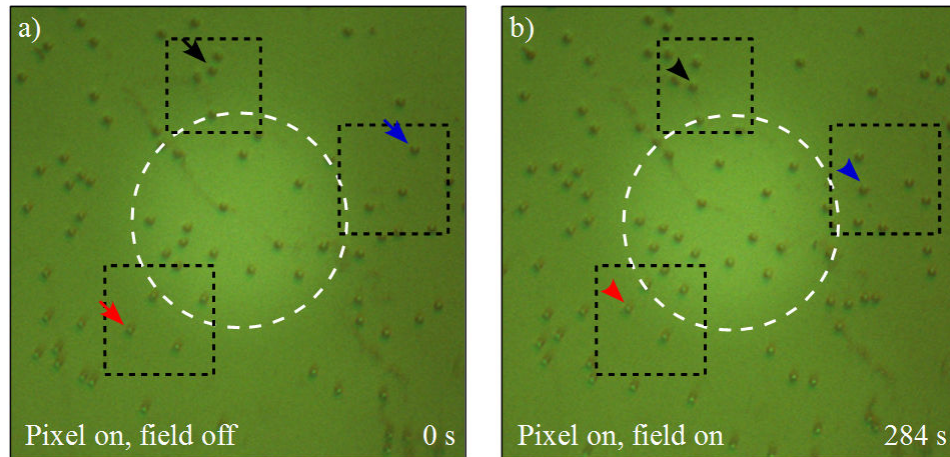 a)
Pixel on, field off
0 s
b)
Pixel on, field on
284 s